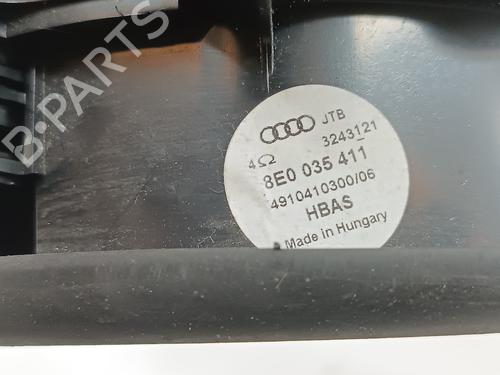 B-PARTS
JTB
3243121
4Ω
8E0 035 411
4910410300/06
HBAS
Made in Hungary